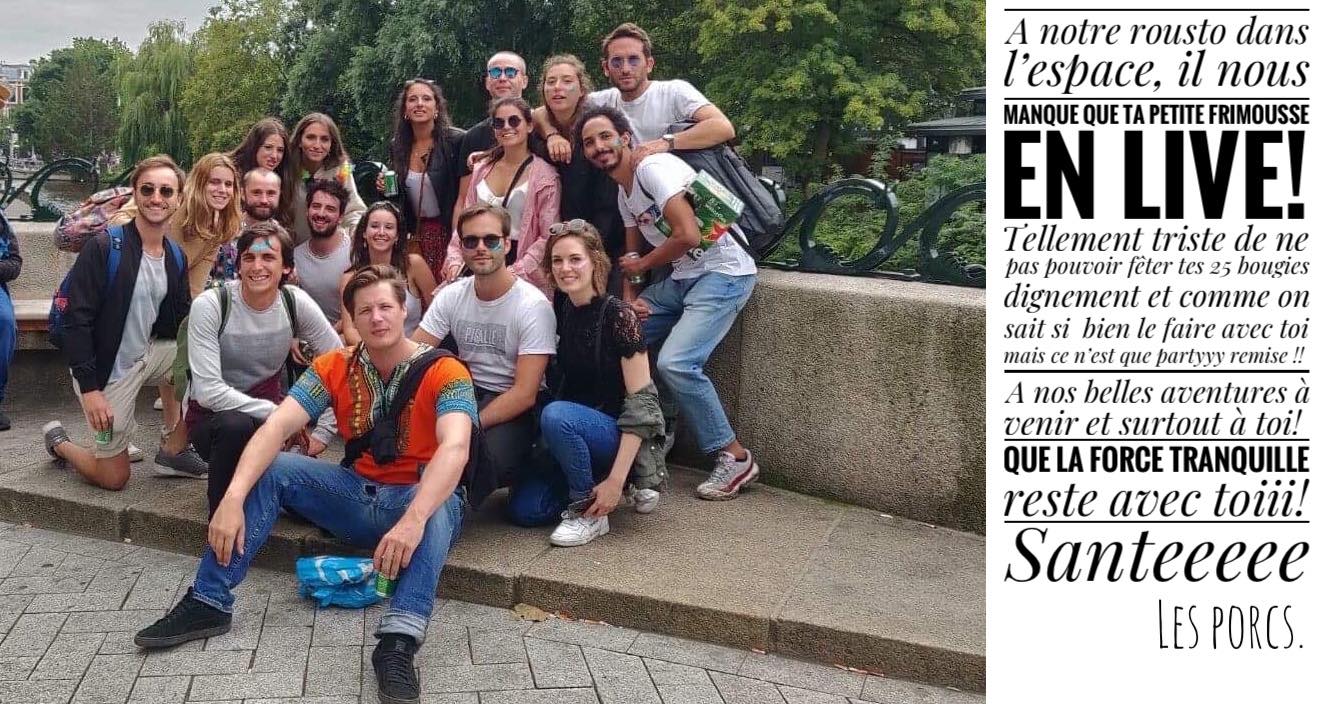 A notre rousto dans
l'espace, il nous
MANQUE QUE TA PETITE FRIMOUSSE
EN LIVE!
Tellement triste de ne
pas pouvoir fêter tes 25 bougies
dignement et comme on
sait si bien le faire avec toi
mais ce n'est que partyyy remise !!
A nos belles aventures à
venir et surtout à toi!
QUE LA FORCE TRANQUILLE
reste avec toiii!
Santeeeee
LES PORCS.
PIGALLE